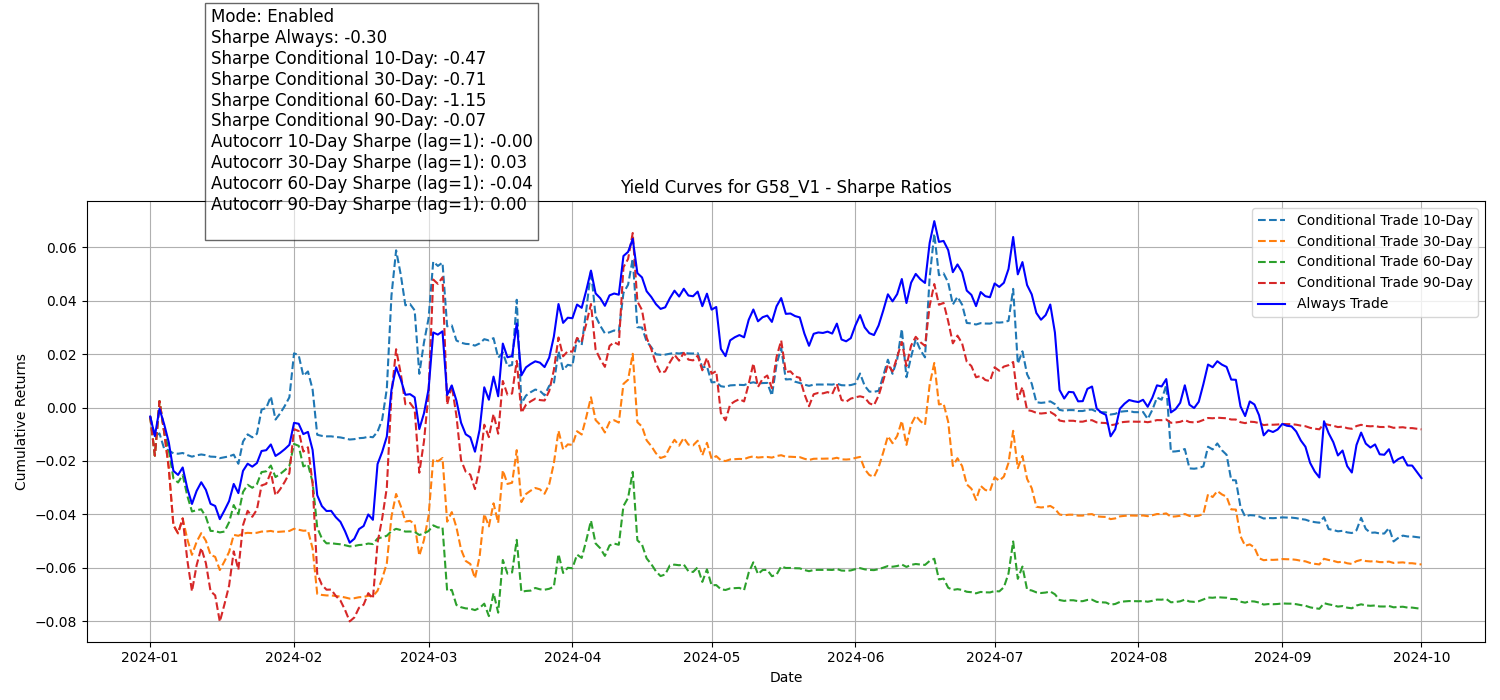 Mode: Enabled
Sharpe Always: -0.30
Sharpe Conditional 10-Day: -0.47
Sharpe Conditional 30-Day: -0.71
Sharpe Conditional 60-Day: -1.15
Sharpe Conditional 90-Day: -0.07
Autocorr 10-Day Sharpe (lag=1): -0.00
Autocorr 30-Day Sharpe (lag=1): 0.03
Autocorr 60-Day Sharpe (lag=1): -0.04
Autocorr 90-Day Sharpe (lag=1): 0.00
Yield Curves for G58_V1 - Sharpe Ratios
Conditional Trade 10-Day
Conditional Trade 30-Day
Conditional Trade 60-Day
Conditional Trade 90-Day
Always Trade
Cumulative Returns
0.06
0.04
0.02
0.00
−0.02
−0.04
−0.06
−0.08
2024-01 2024-02 2024-03 2024-04 2024-05 2024-06 2024-07 2024-08 2024-09 2024-10
Date